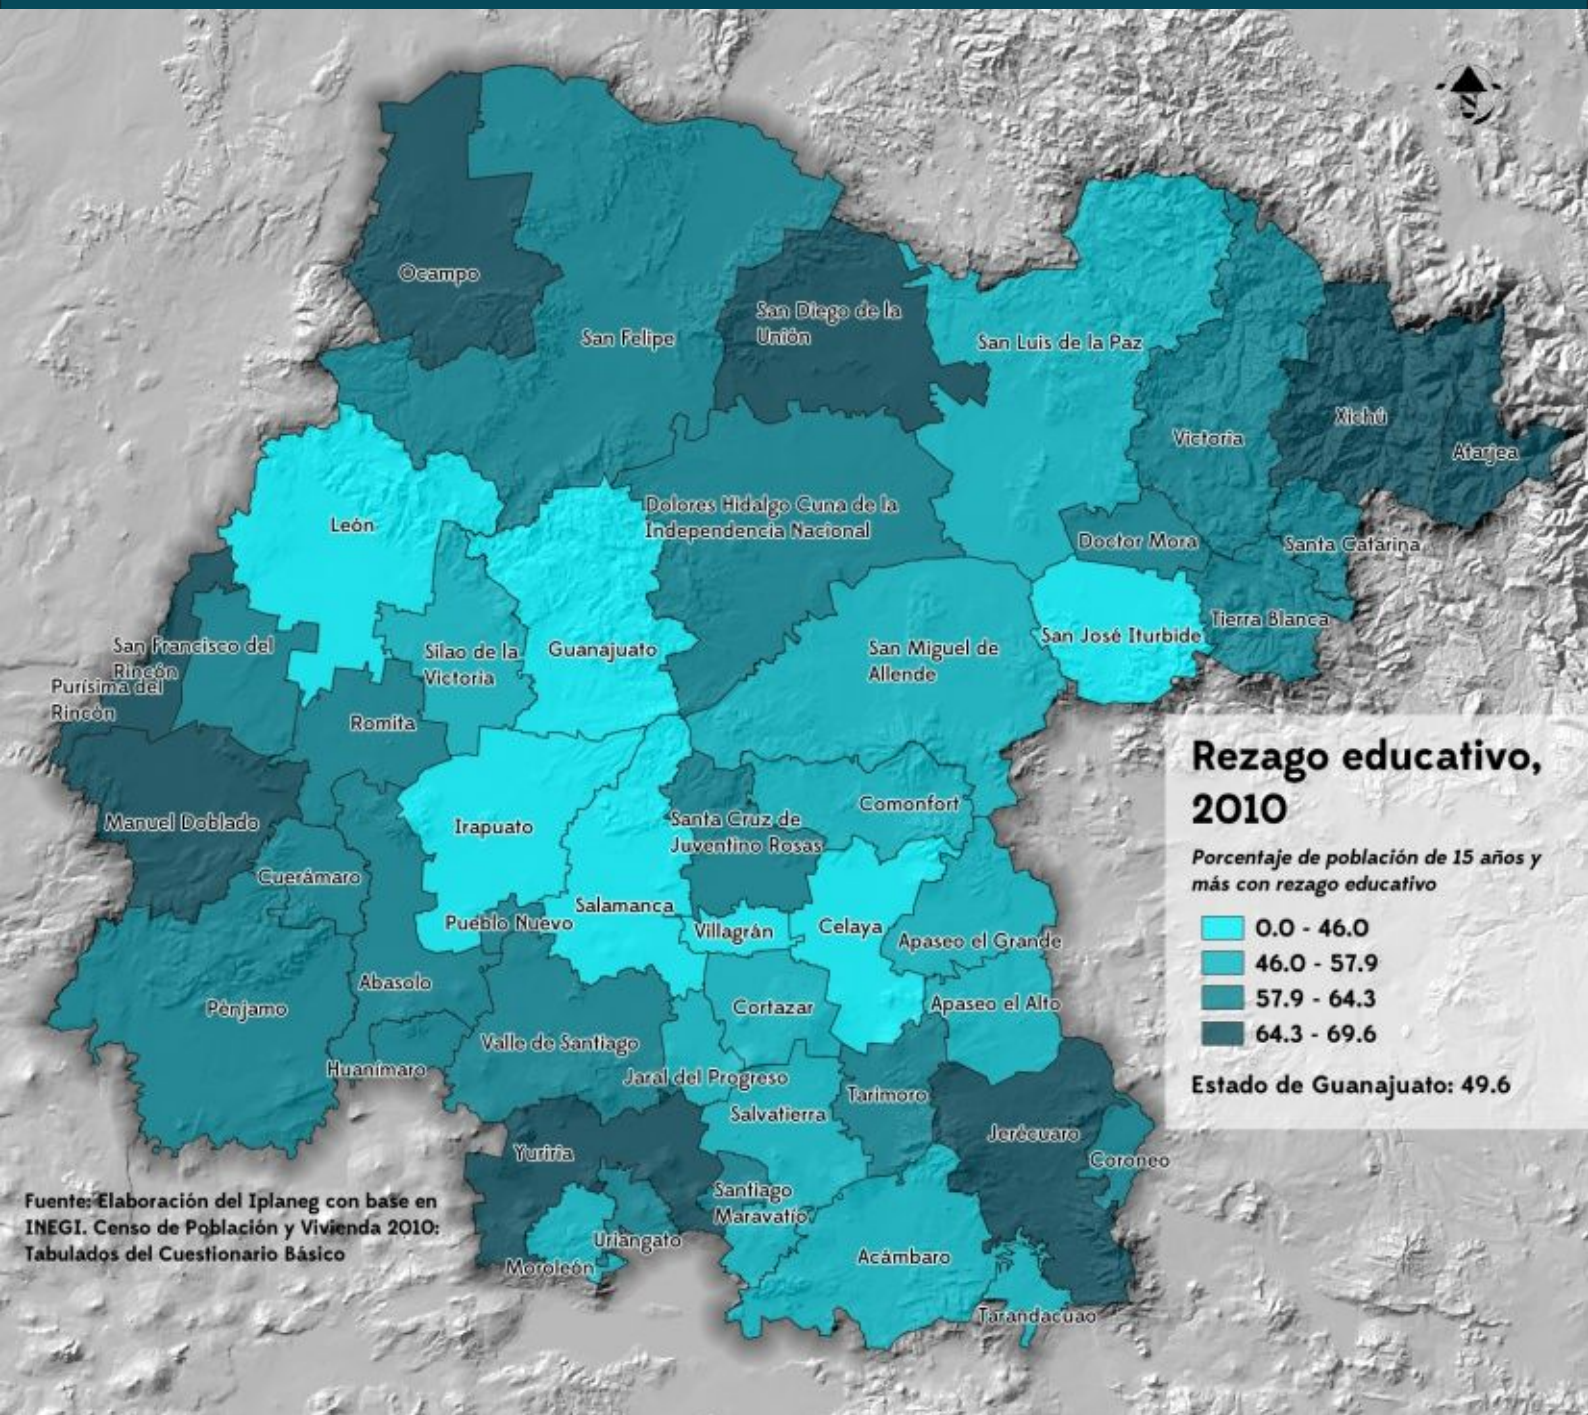 Ocampo
San Felipe
San Diego de la
Unión
San Luis de la Paz
Xichú
Atarjea
Victoria
León
Dolores Hidalgo Cuna de la
Independencia Nacional
Doctor Mora
Santa Catarina
Tierra Blanca
San José Iturbide
San Francisco del
Rincón
Purísima del
Rincón
Silao de la
Victoria
Guanajuato
San Miguel de
Allende
Romita
Manuel Doblado
Irapuato
Santa Cruz de
Juventino Rosas
Comonfort
Cuerámaro
Salamanca
Pueblo Nuevo
Villagrán
Celaya
Apaseo el Grande
Abasolo
Pénjamo
Cortazar
Apaseo el Alto
Valle de Santiago
Huanímaro
Jaral del Progreso
Salvatierra
Tarimoro
Jerécuaro
Coroneo
Yuriria
Santiago
Maravatío
Uriangato
Moroleón
Acámbaro
Tarandacuao
Rezago educativo,
2010
Porcentaje de población de 15 años y
más con rezago educativo
0.0 - 46.0
46.0 - 57.9
57.9 - 64.3
64.3 - 69.6
Estado de Guanajuato: 49.6
Fuente: Elaboración del Iplaneg con base en
INEGI. Censo de Población y Vivienda 2010:
Tabulados del Cuestionario Básico
N